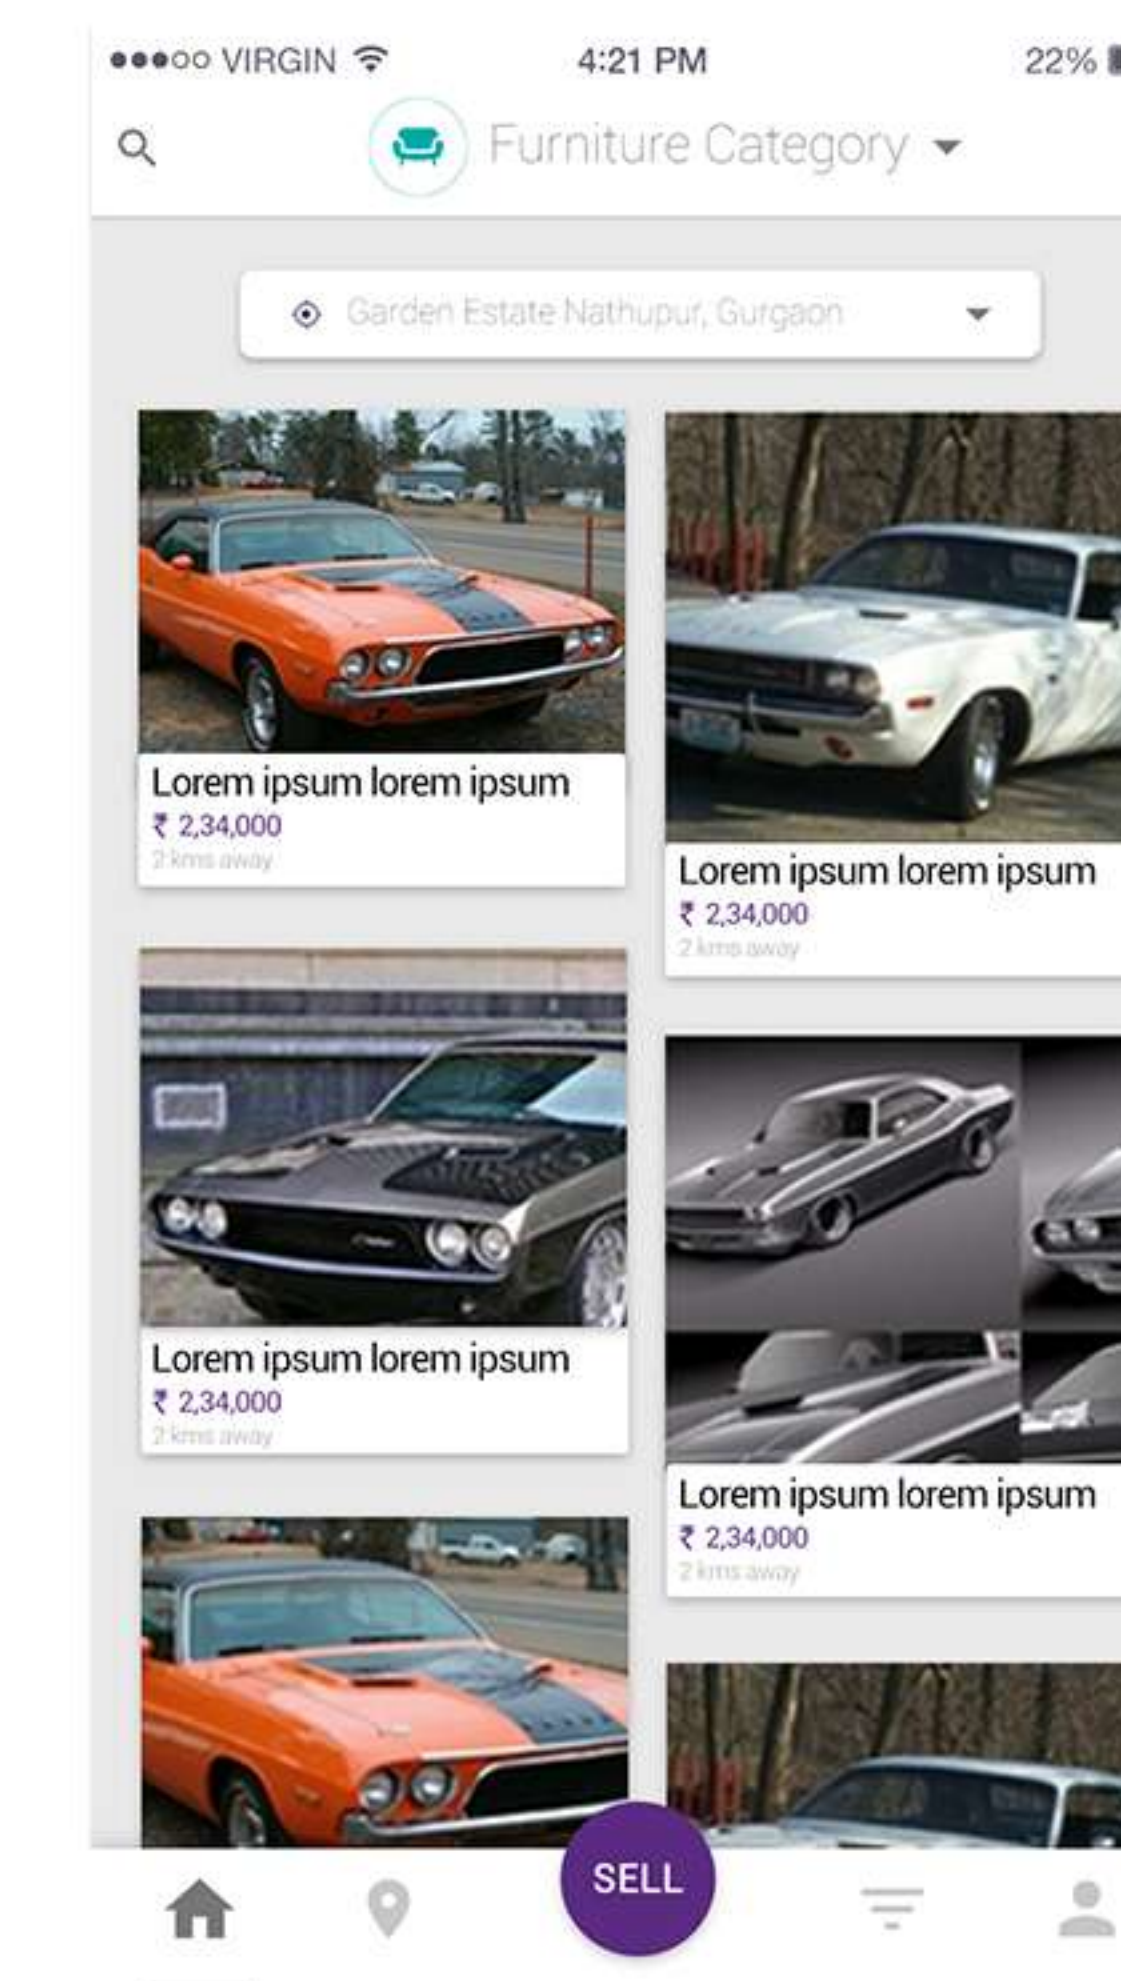 VIRGIN 4:21 PM 22%
Furniture Category
Garden Estate Nathupur, Gurgaon
Lorem ipsum lorem ipsum
₹ 2,34,000
2 kms away
Lorem ipsum lorem ipsum
₹ 2,34,000
2 kms away
Lorem ipsum lorem ipsum
₹ 2,34,000
2 kms away
Lorem ipsum lorem ipsum
₹ 2,34,000
2 kms away
SELL